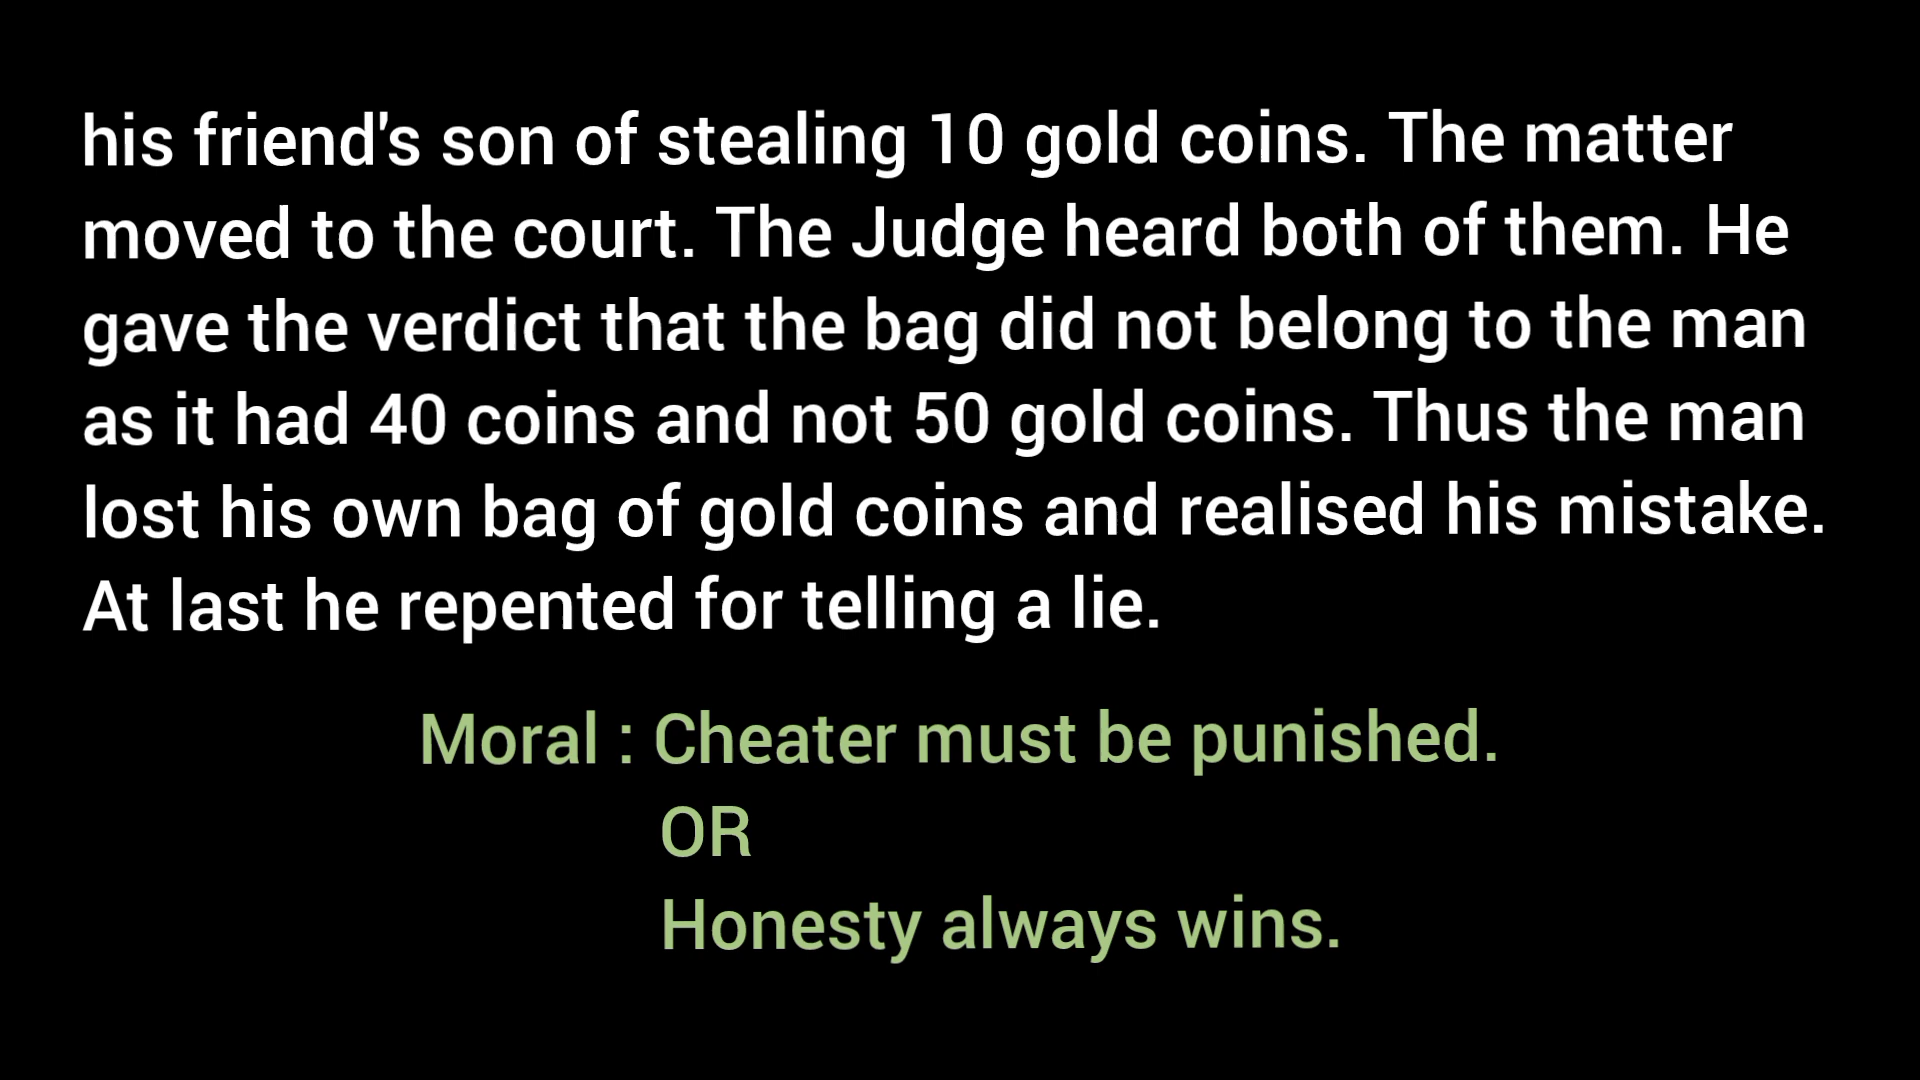 his friend's son of stealing 10 gold coins. The matter
moved to the court. The Judge heard both of them. He
gave the verdict that the bag did not belong to the man
as it had 40 coins and not 50 gold coins. Thus the man
lost his own bag of gold coins and realised his mistake.
At last he repented for telling a lie.
Moral : Cheater must be punished.
OR
Honesty always wins.